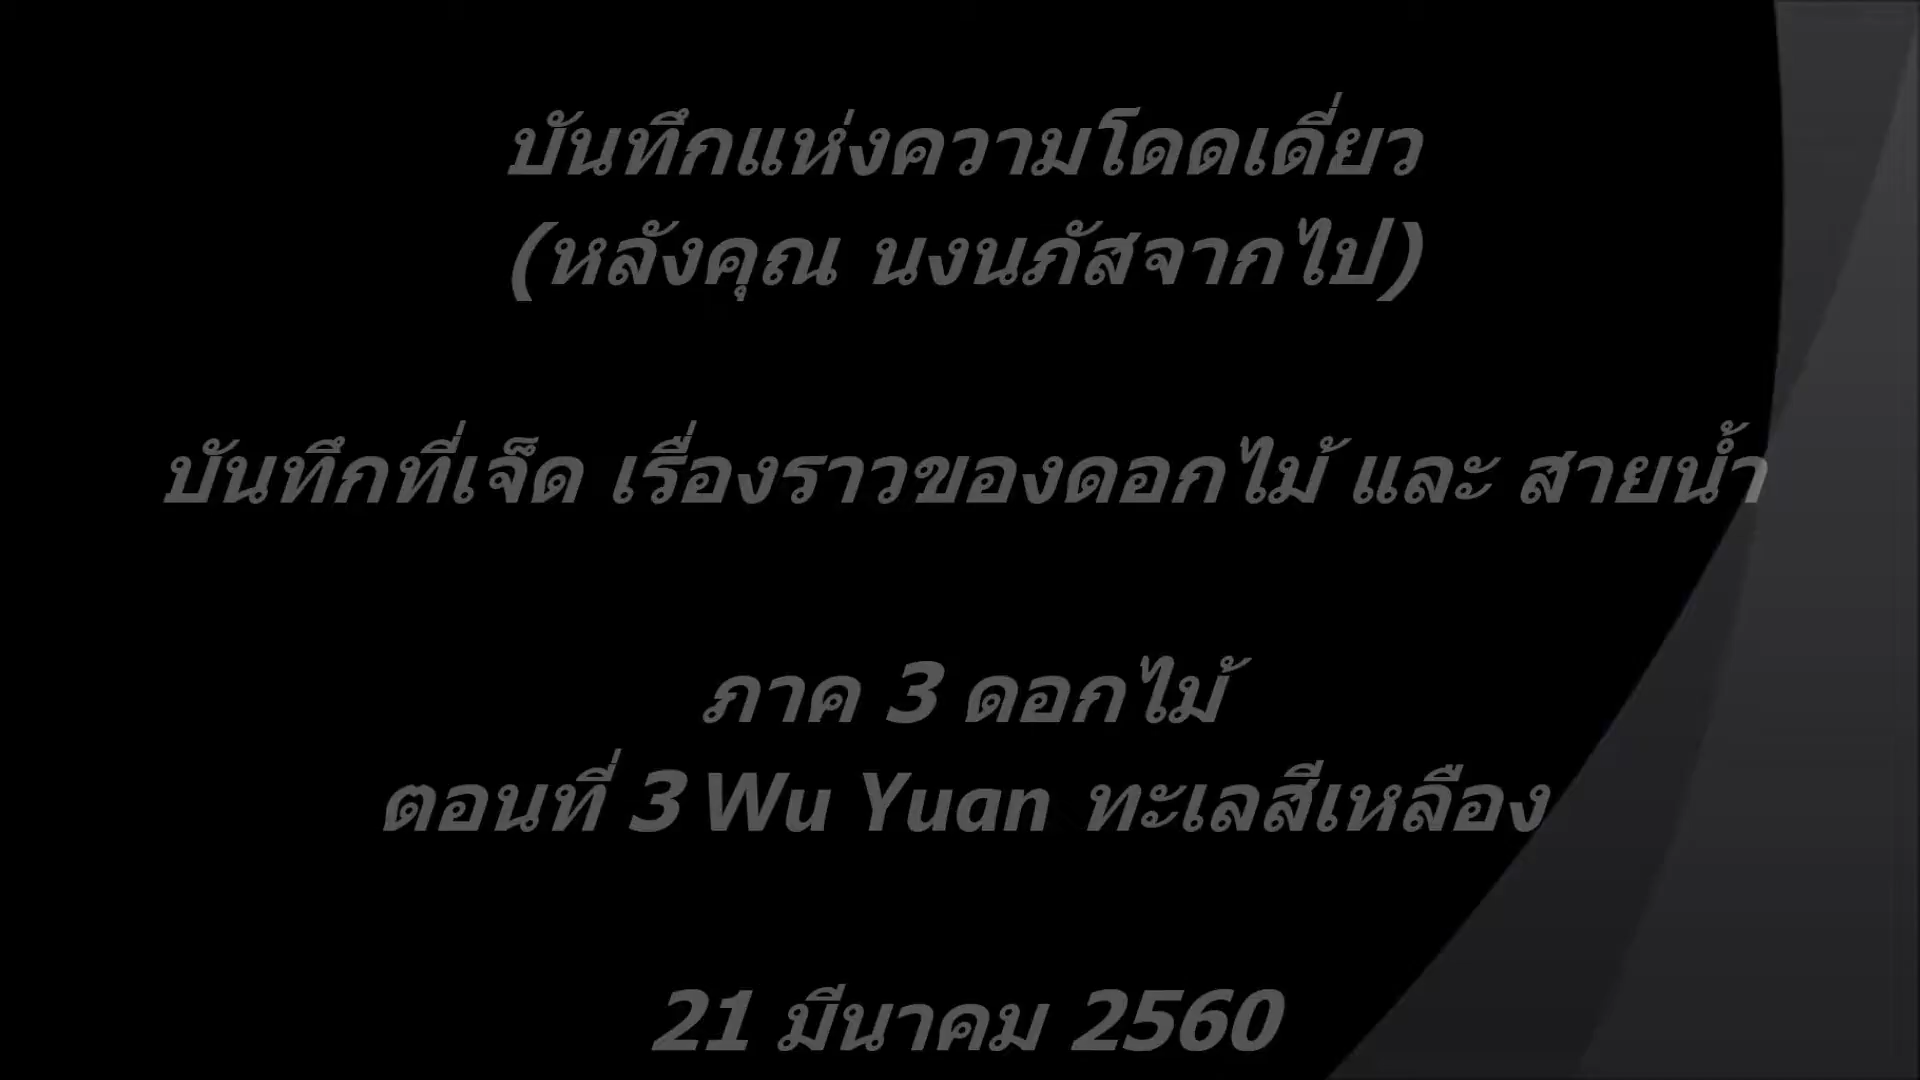 บันทึกแห่งความโดดเดี่ยว
(หลังคุณ นงนภัสจากไป)
บันทึกที่เจ็ด เรื่องราวของดอกไม้ และ สายน้ำ
ภาค 3 ดอกไม้
ตอนที่ 3 Wu Yuan ทะเลสีเหลือง
21 มีนาคม 2560